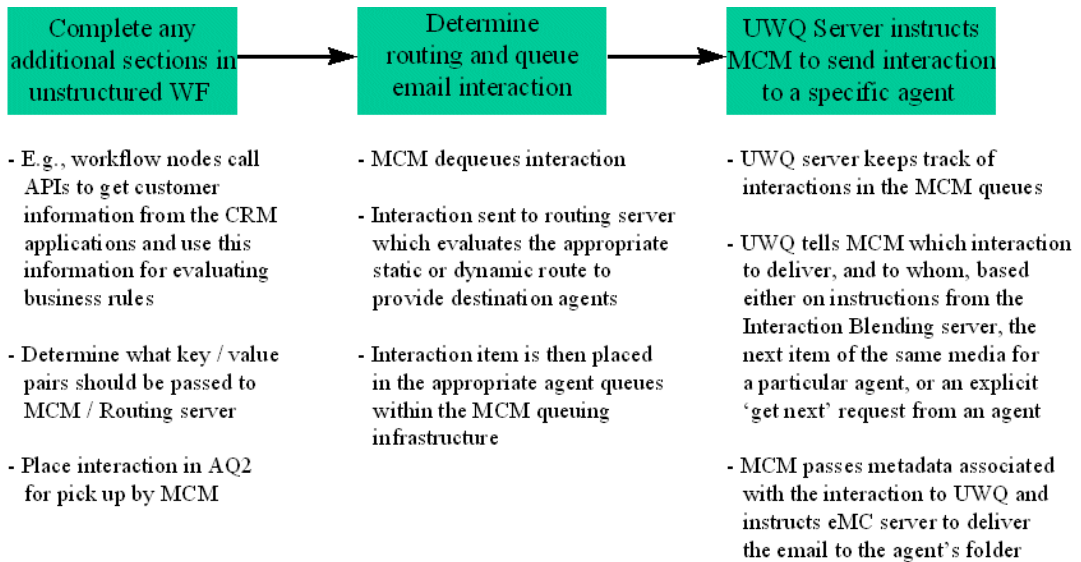 Complete any
additional sections in
unstructured WF
Determine
routing and queue
email interaction
UWQ Server instructs
MCM to send interaction
to a specific agent
- E.g., workflow nodes call
APIs to get customer
information from the CRM
applications and use this
information for evaluating
business rules
- Determine what key / value
pairs should be passed to
MCM / Routing server
- Place interaction in AQ2
for pick up by MCM
- MCM dequeues interaction
- Interaction sent to routing server
which evaluates the appropriate
static or dynamic route to
provide destination agents
- Interaction item is then placed
in the appropriate agent queues
within the MCM queuing
infrastructure
- UWQ server keeps track of
interactions in the MCM queues
- UWQ tells MCM which interaction
to deliver, and to whom, based
either on instructions from the
Interaction Blending server, the
next item of the same media for
a particular agent, or an explicit
‘get next’ request from an agent
- MCM passes metadata associated
with the interaction to UWQ and
instructs eMC server to deliver
the email to the agent’s folder